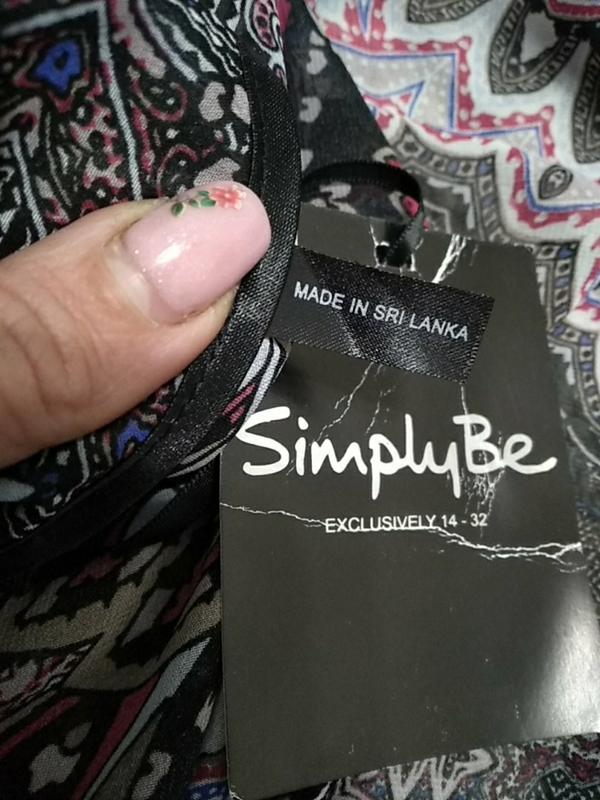 MADE IN SRI LANKA
SimplyBe
EXCLUSIVELY 14 - 32